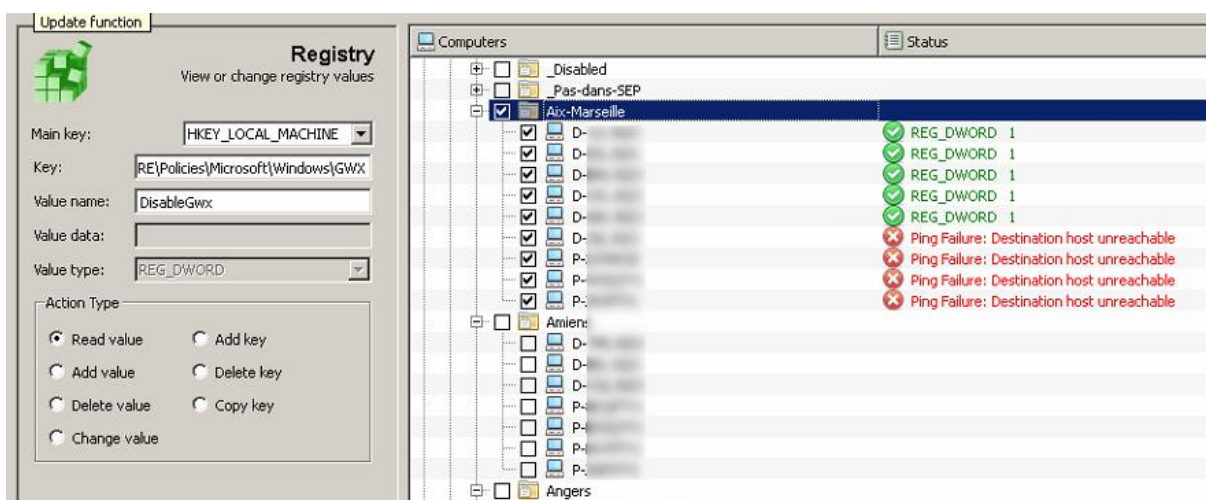 Update function
Registry
View or change registry values
Main key:
HKEY_LOCAL_MACHINE
Key:
RE\Policies\Microsoft\Windows\GWX
Value name:
DisableGwx
Value data:
Value type:
REG_DWORD
Action Type
Read value
Add key
Add value
Delete key
Delete value
Copy key
Change value
Computers
Status
_Disabled
_Pas-dans-SEP
Aix-Marseille
D-
REG_DWORD 1
D-
REG_DWORD 1
D-
REG_DWORD 1
D-
REG_DWORD 1
D-
REG_DWORD 1
D-
Ping Failure: Destination host unreachable
P-
Ping Failure: Destination host unreachable
P-
Ping Failure: Destination host unreachable
P-
Ping Failure: Destination host unreachable
Amiens
D-
D-
D-
P-
P-
P-
P-
Angers